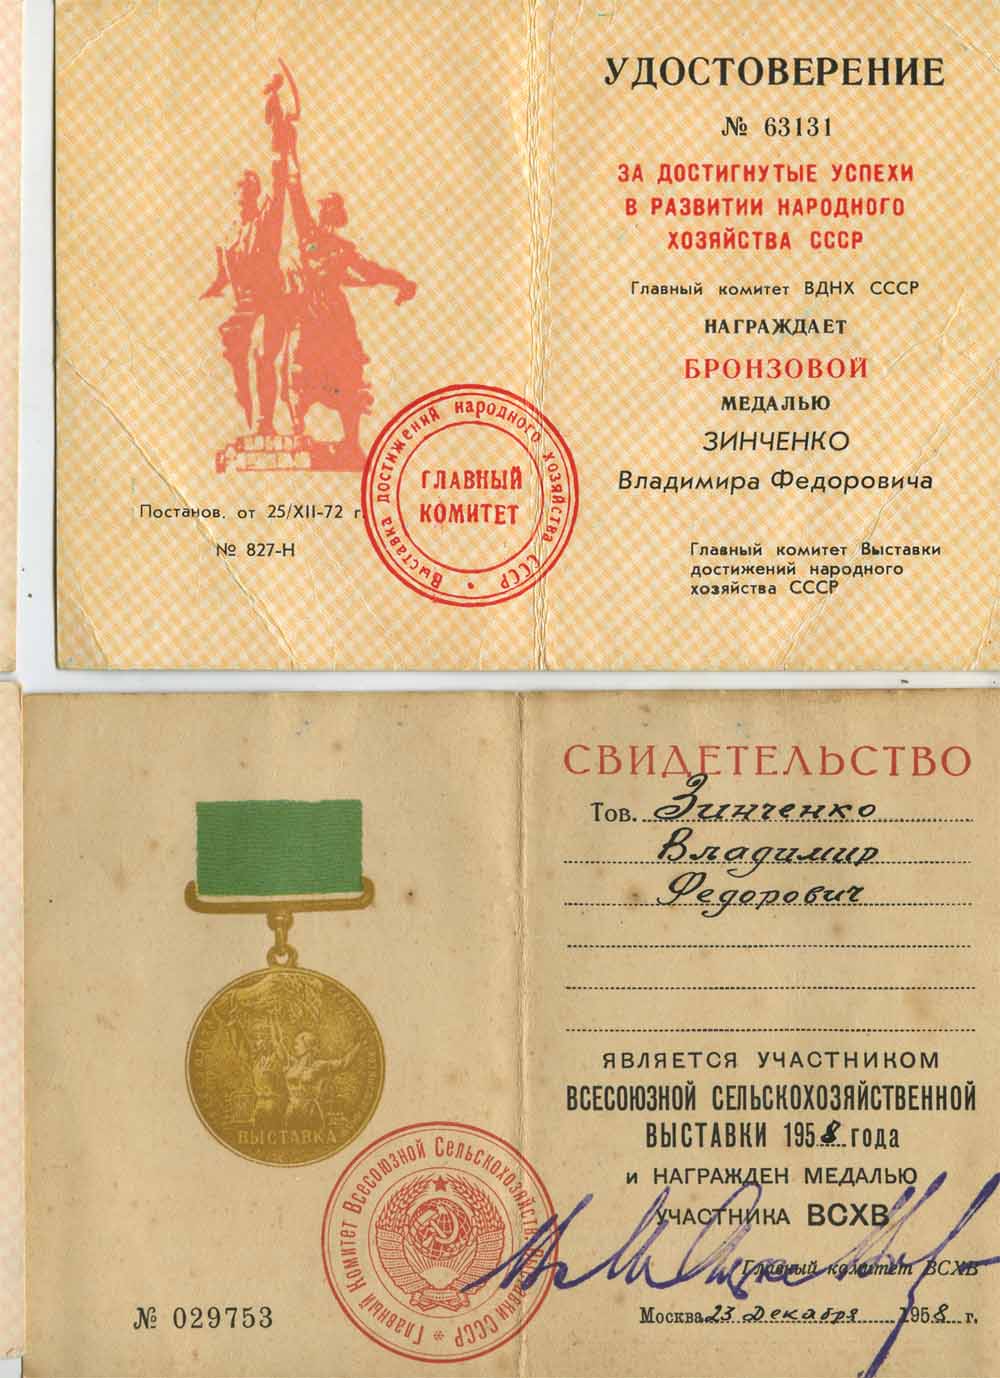 УДОСТОВЕРЕНИЕ
№ 63131
ЗА ДОСТИГНУТЫЕ УСПЕХИ
В РАЗВИТИИ НАРОДНОГО
ХОЗЯЙСТВА СССР
Главный комитет ВДНХ СССР
НАГРАЖДАЕТ
БРОНЗОВОЙ
МЕДАЛЬЮ
ЗИНЧЕНКО
Владимира Федоровича
Главный комитет Выставки
достижений народного
хозяйства СССР
Постанов. от 25/XII-72 г.
№ 827-Н
Выставка достижений народного хозяйства СССР
ГЛАВНЫЙ
КОМИТЕТ
СВИДЕТЕЛЬСТВО
Тов. Зинченко
Владимир
Федорович
ЯВЛЯЕТСЯ УЧАСТНИКОМ
ВСЕСОЮЗНОЙ СЕЛЬСКОХОЗЯЙСТВЕННОЙ
ВЫСТАВКИ 1958 года
и НАГРАЖДЕН МЕДАЛЬЮ
УЧАСТНИКА ВСХВ
Главный комитет ВСХВ
Москва 23 декабря 1958 г.
ВЫСТАВКА
Главный Комитет Всесоюзной Сельскохозяйств. Выставки СССР
№ 029753